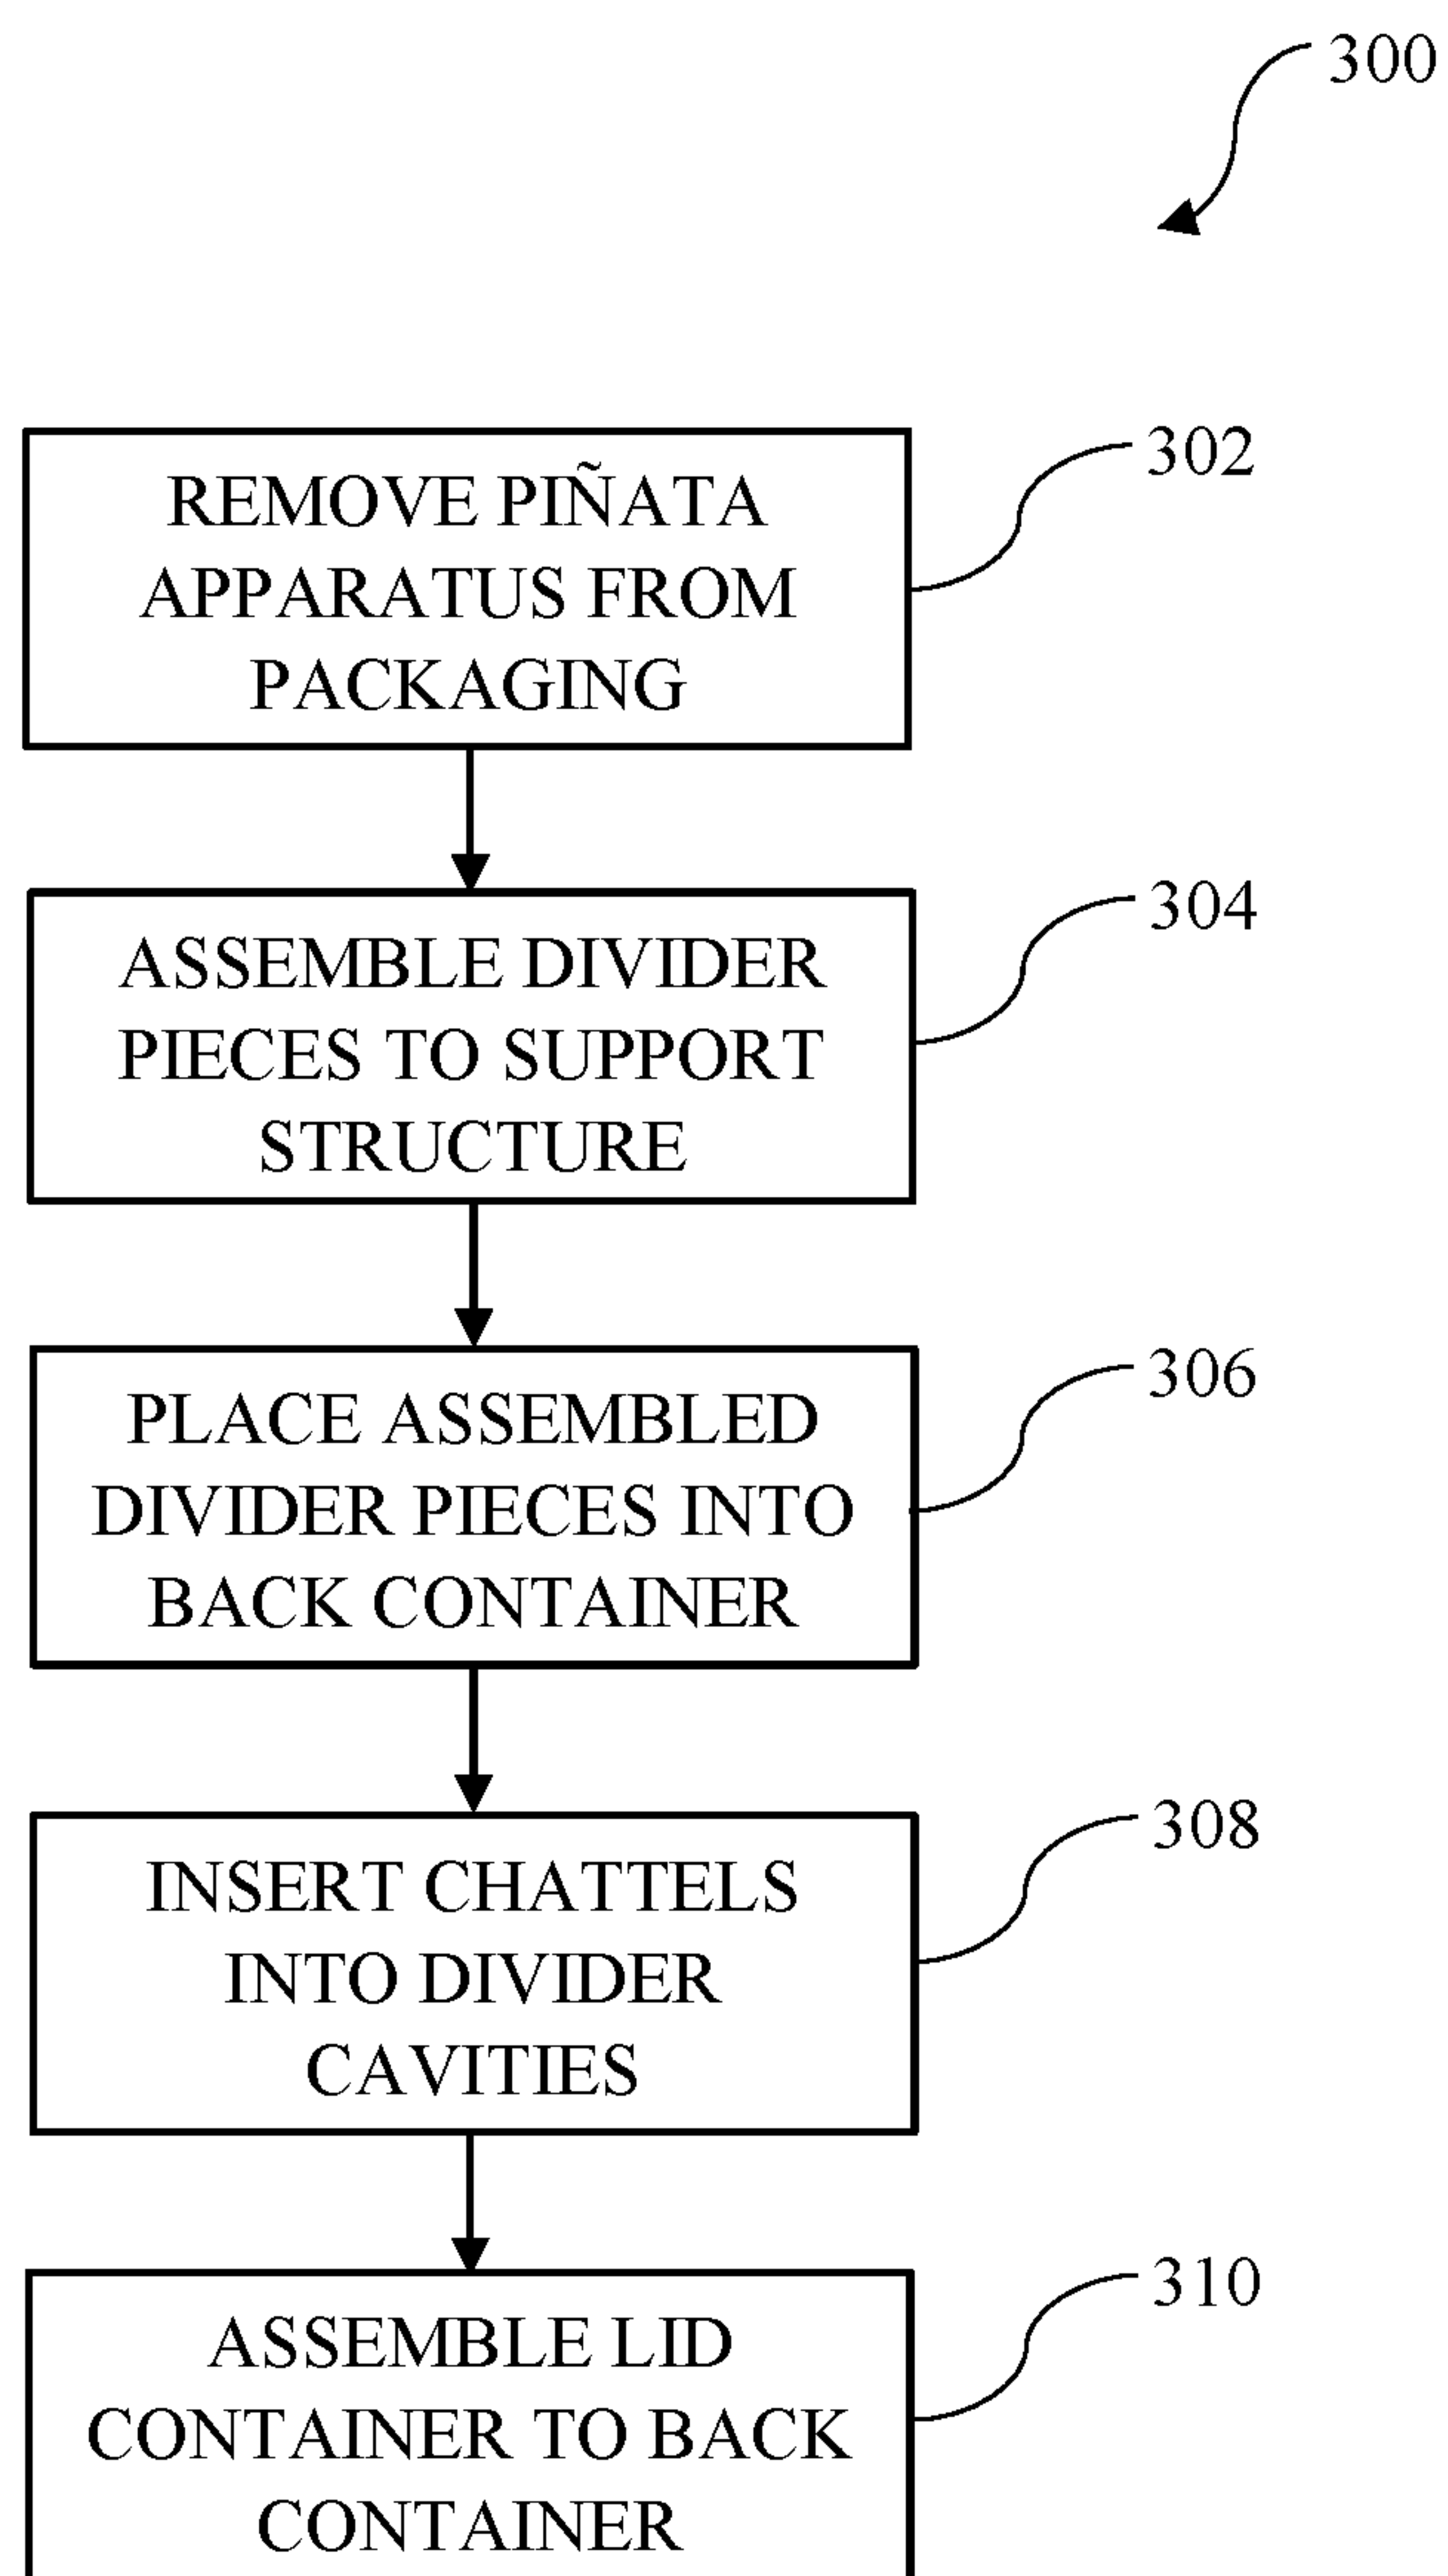 300
REMOVE PIÑATA
APPARATUS FROM
PACKAGING
302
ASSEMBLE DIVIDER
PIECES TO SUPPORT
STRUCTURE
304
PLACE ASSEMBLED
DIVIDER PIECES INTO
BACK CONTAINER
306
INSERT CHATTELS
INTO DIVIDER
CAVITIES
308
ASSEMBLE LID
CONTAINER TO BACK
CONTAINER
310